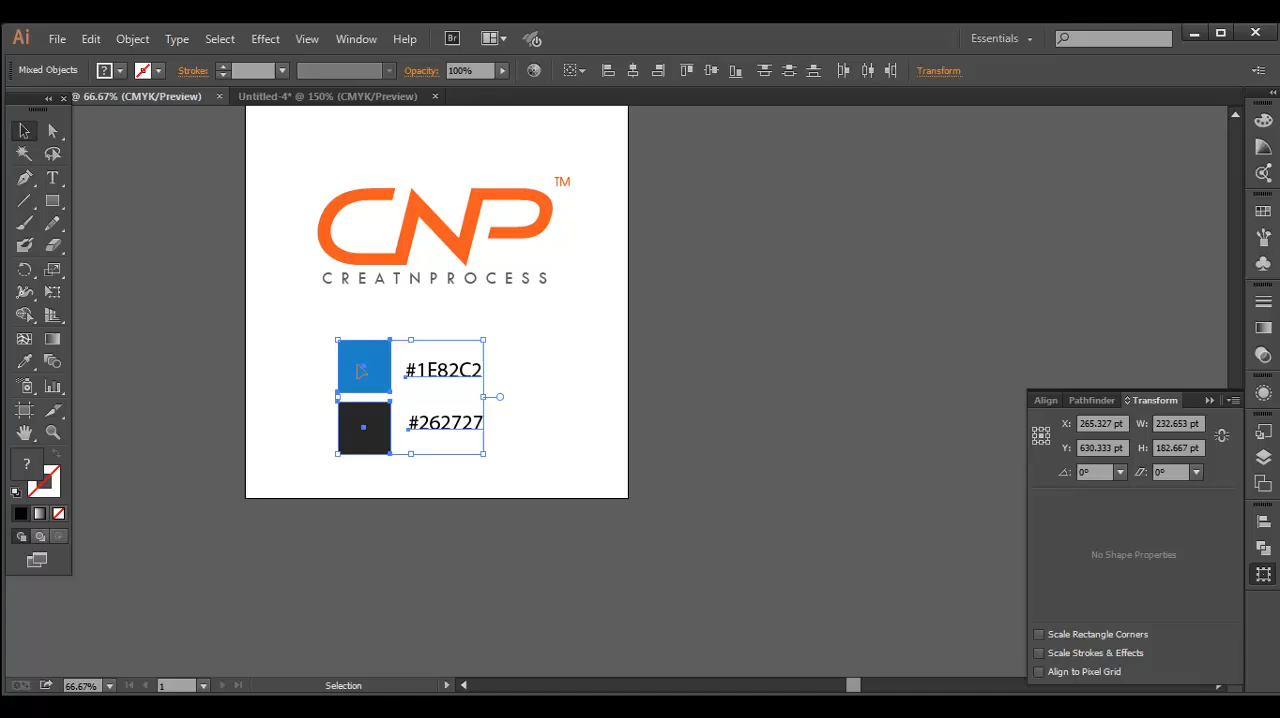 Ai File Edit Object Type Select Effect View Window Help Br Essentials
Mixed Objects ? Strokes Opacity: 100% Transform
@ 66.67% (CMYK/Preview) × Untitled-4* @ 150% (CMYK/Preview) ×
TM
CNP
CREATNPROCESS
#1E82C2
#262727
?
Align Pathfinder Transform
X: 265.327 pt W: 232.653 pt
Y: 630.333 pt H: 182.667 pt
0° 0°
No Shape Properties
Scale Rectangle Corners
Scale Strokes & Effects
Align to Pixel Grid
66.67% 1 Selection